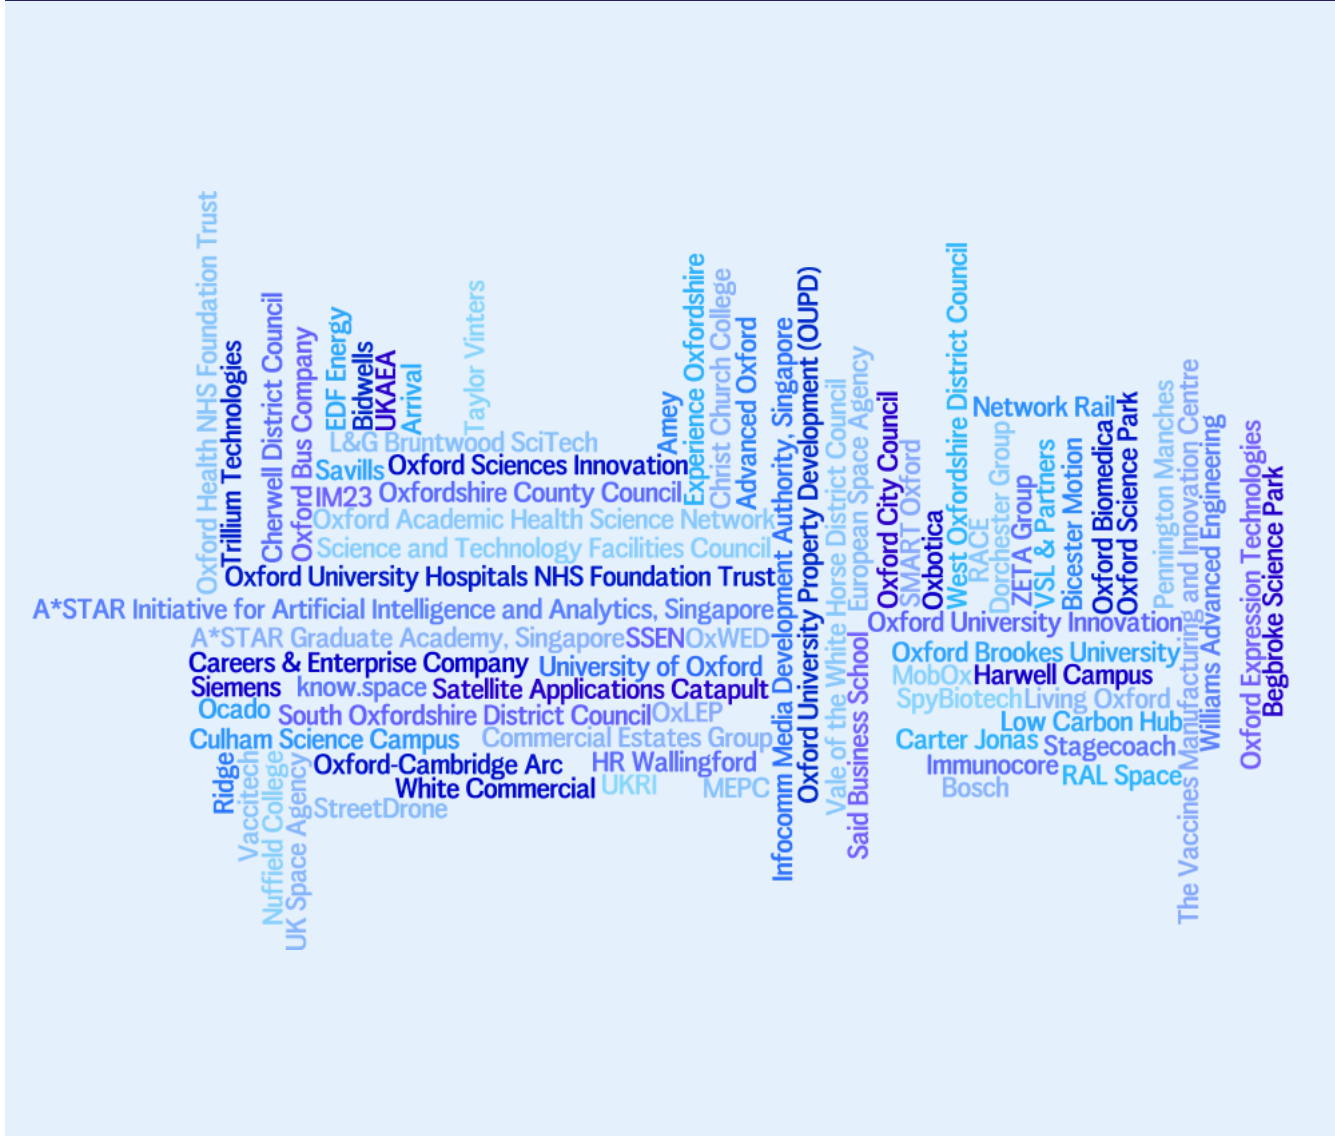 Oxford Health NHS Foundation Trust
Trillium Technologies
Cherwell District Council
Oxford Bus Company
EDF Energy
Bidwells
UKAEA
Arrival
Taylor Vinters
L&G Bruntwood SciTech
Savills
Oxford Sciences Innovation
IM23
Oxfordshire County Council
Oxford Academic Health Science Network
Science and Technology Facilities Council
Oxford University Hospitals NHS Foundation Trust
A*STAR Initiative for Artificial Intelligence and Analytics, Singapore
A*STAR Graduate Academy, Singapore
SSEN
OxWED
Careers & Enterprise Company
University of Oxford
Siemens
know.space
Satellite Applications Catapult
Ocado
South Oxfordshire District Council
OxLEP
Culham Science Campus
Commercial Estates Group
Ridge
Vaccitech
Nuffield College
UK Space Agency
Oxford-Cambridge Arc
HR Wallingford
White Commercial
UKRI
MEPC
StreetDrone
Amey
Experience Oxfordshire
Christ Church College
Advanced Oxford
Infocomm Media Development Authority, Singapore
Oxford University Property Development (OUPD)
Vale of the White Horse District Council
European Space Agency
Said Business School
Oxford City Council
SMART Oxford
Oxbotica
West Oxfordshire District Council
Network Rail
RACE
Dorchester Group
ZETA Group
VSL & Partners
Bicester Motion
Oxford Biomedical
Oxford Science Park
Pennington Manches
The Vaccines Manufacturing and Innovation Centre
Williams Advanced Engineering
Oxford Expression Technologies
Begbroke Science Park
Oxford University Innovation
Oxford Brookes University
MobOx
Harwell Campus
SpyBiotech
Living Oxford
Low Carbon Hub
Carter Jonas
Stagecoach
Immunocore
RAL Space
Bosch